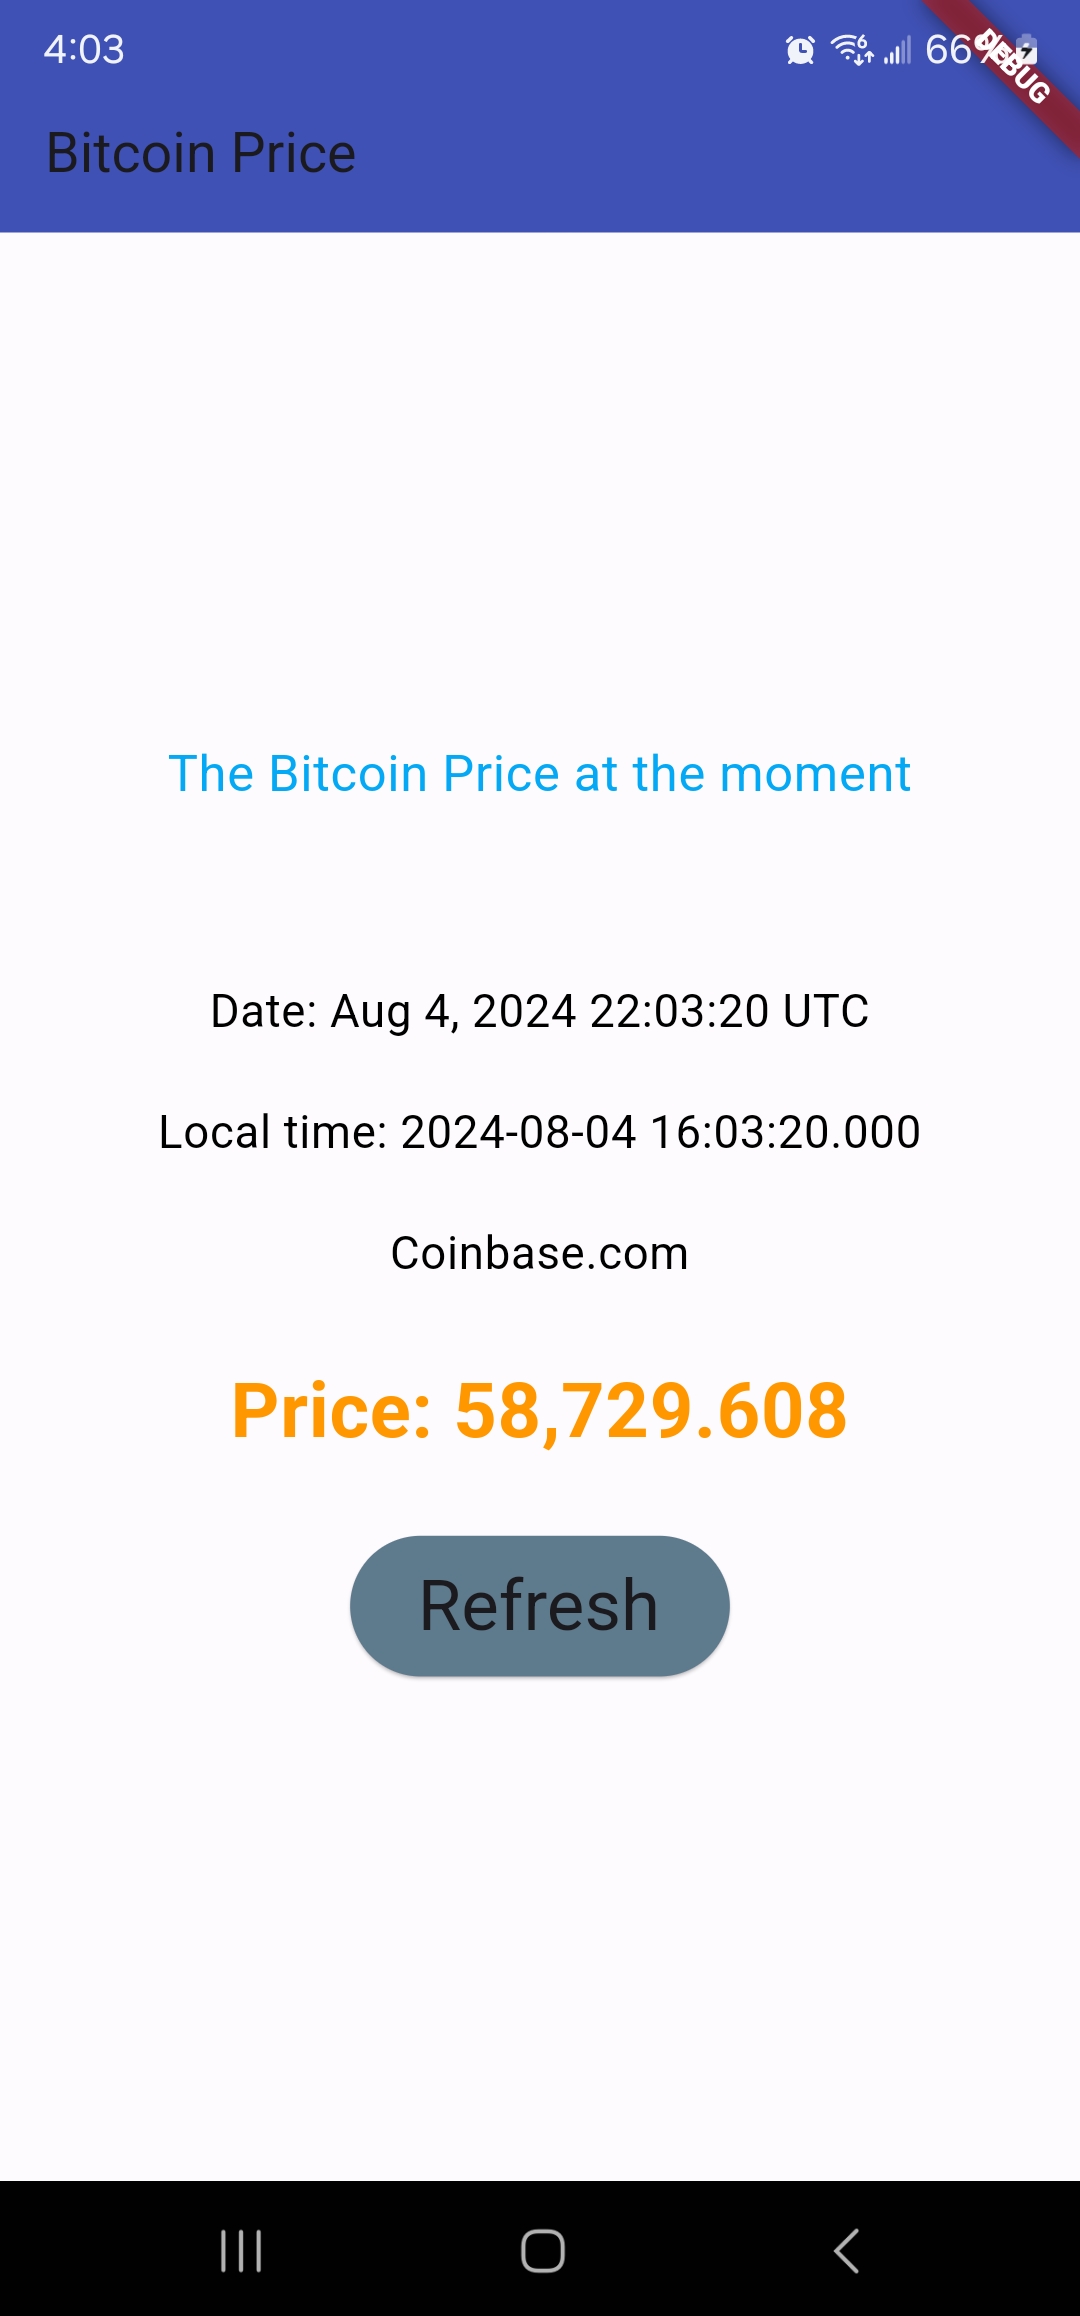 4:03
66%
DEBUG
Bitcoin Price
The Bitcoin Price at the moment
Date: Aug 4, 2024 22:03:20 UTC
Local time: 2024-08-04 16:03:20.000
Coinbase.com
Price: 58,729.608
Refresh